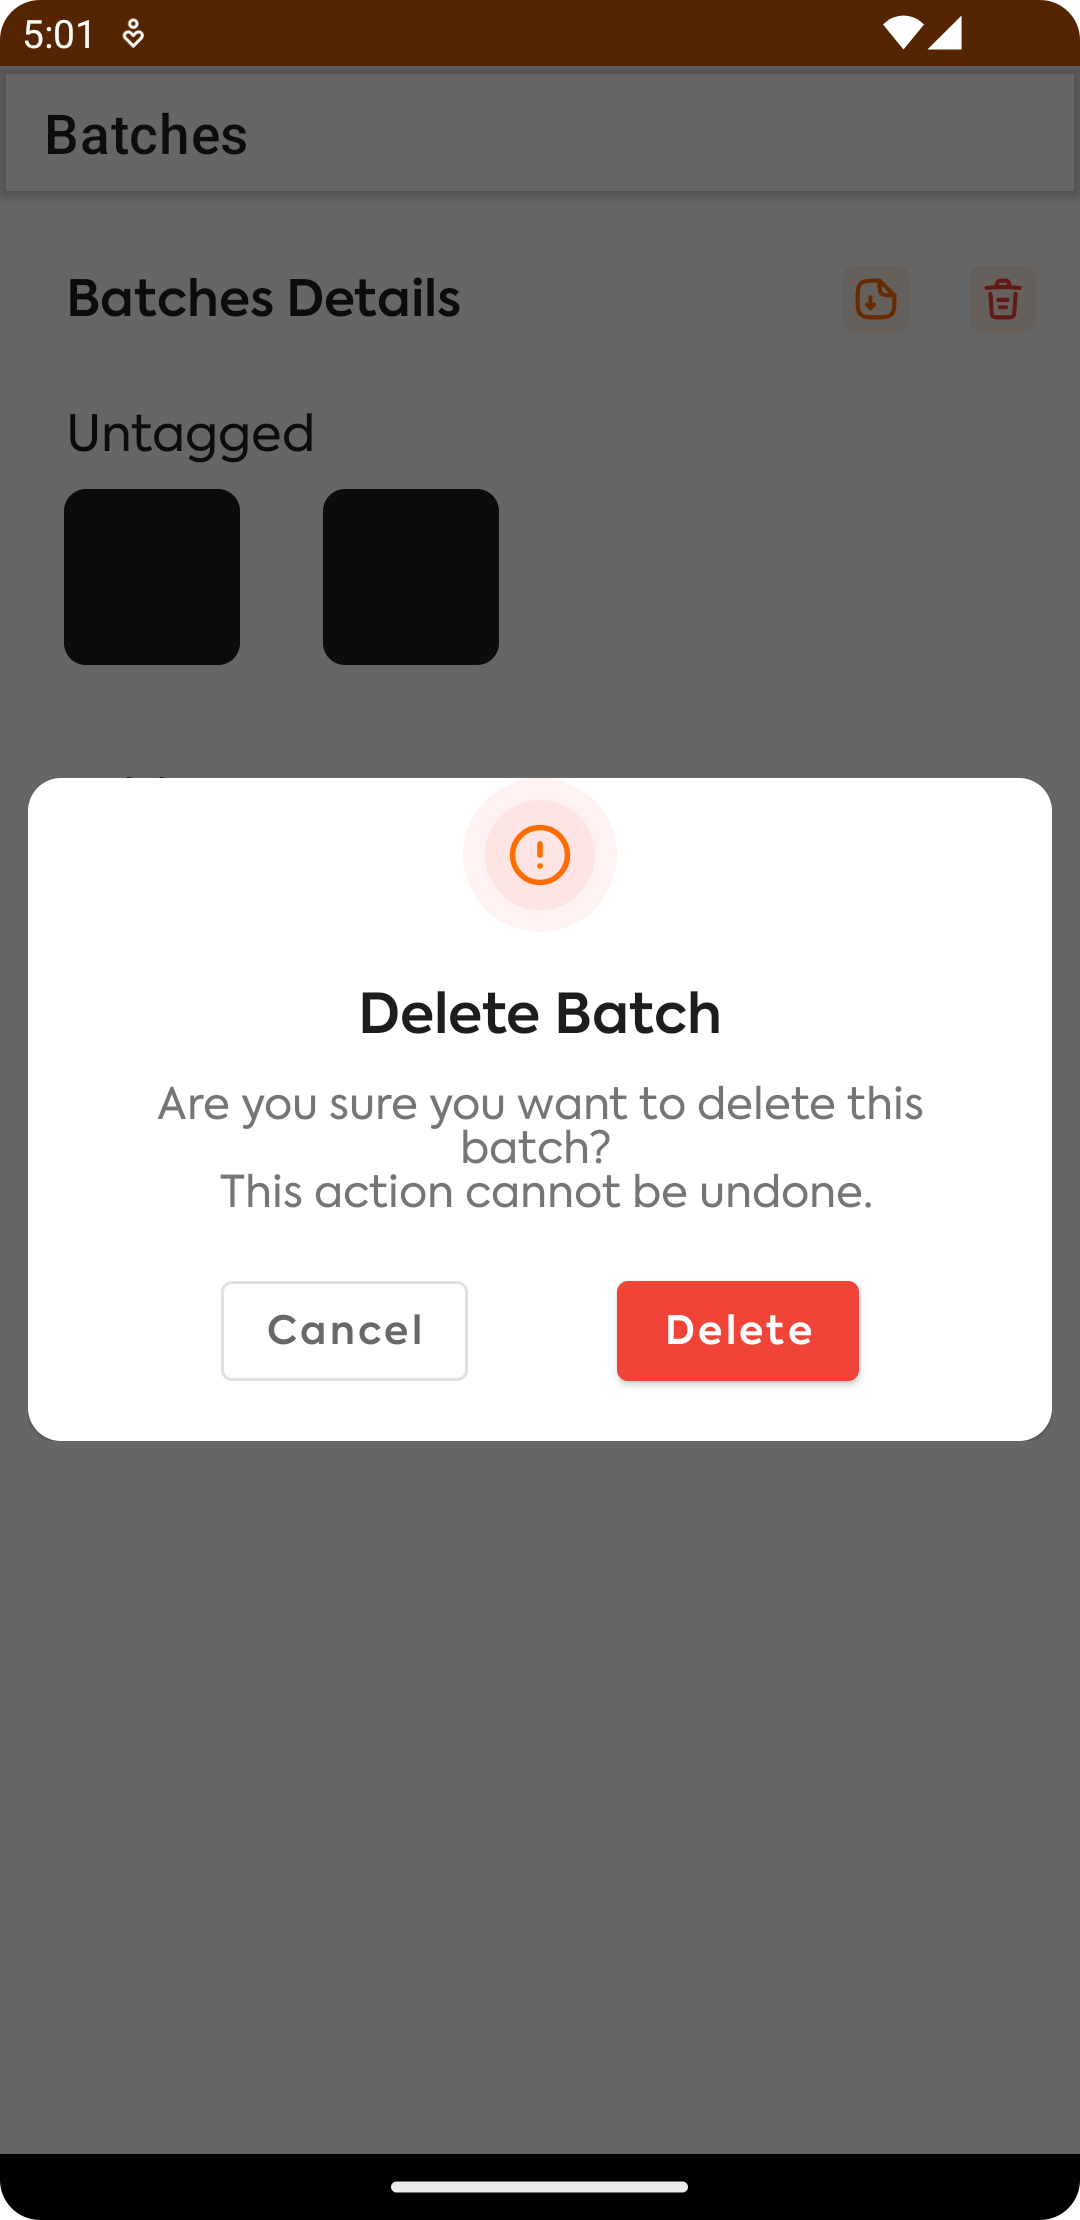 5:01
Batches
Batches Details
Untagged
Delete Batch
Are you sure you want to delete this
batch?
This action cannot be undone.
Cancel
Delete